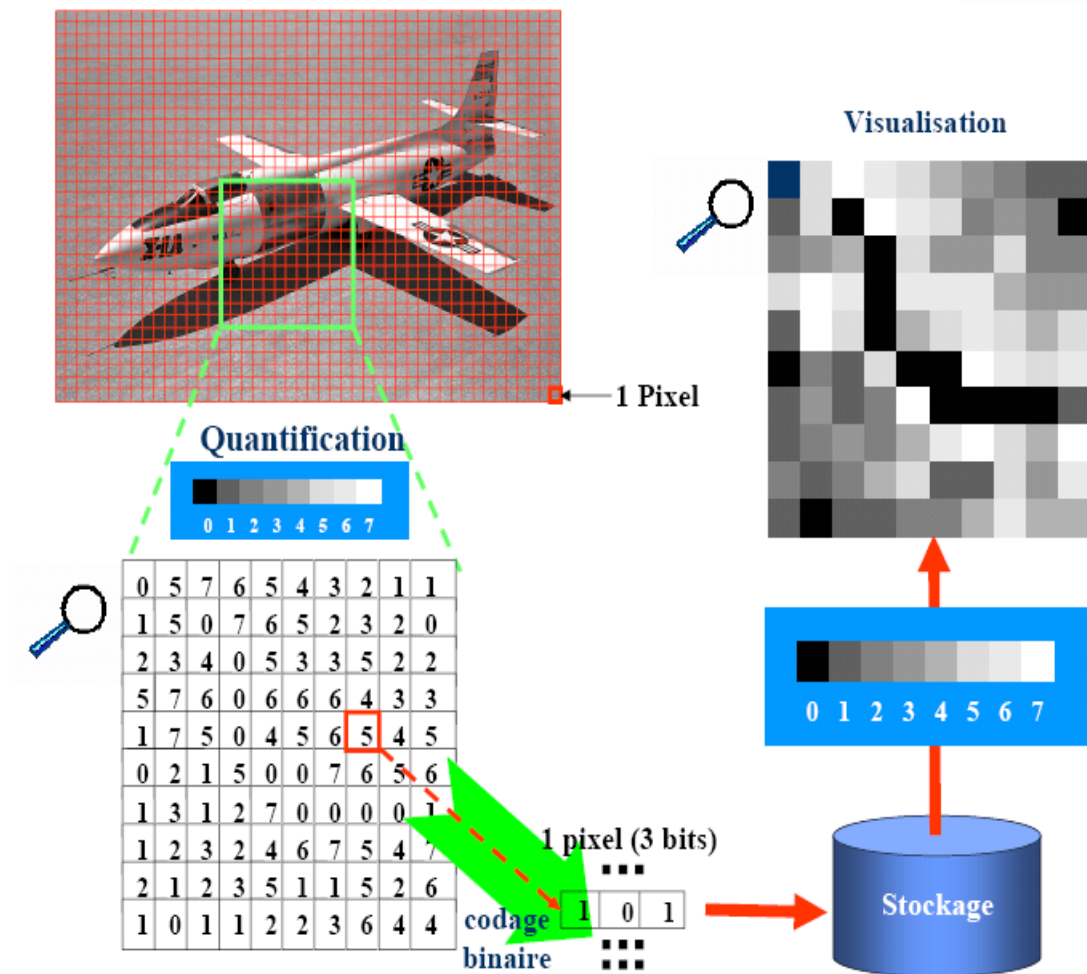 Visualisation
1 Pixel
Quantification
0 1 2 3 4 5 6 7
0 5 7 6 5 4 3 2 1 1
1 5 0 7 6 5 2 3 2 0
2 3 4 0 5 3 3 5 2 2
5 7 6 0 6 6 6 4 3 3
1 7 5 0 4 5 6 5 4 5
0 2 1 5 0 0 7 6 5 6
1 3 1 2 7 0 0 0 0 1
1 2 3 2 4 6 7 5 4 7
2 1 2 3 5 1 1 5 2 6
1 0 1 1 2 2 3 6 4 4
1 pixel (3 bits)
1 0 1
codage
binaire
Stockage
0 1 2 3 4 5 6 7